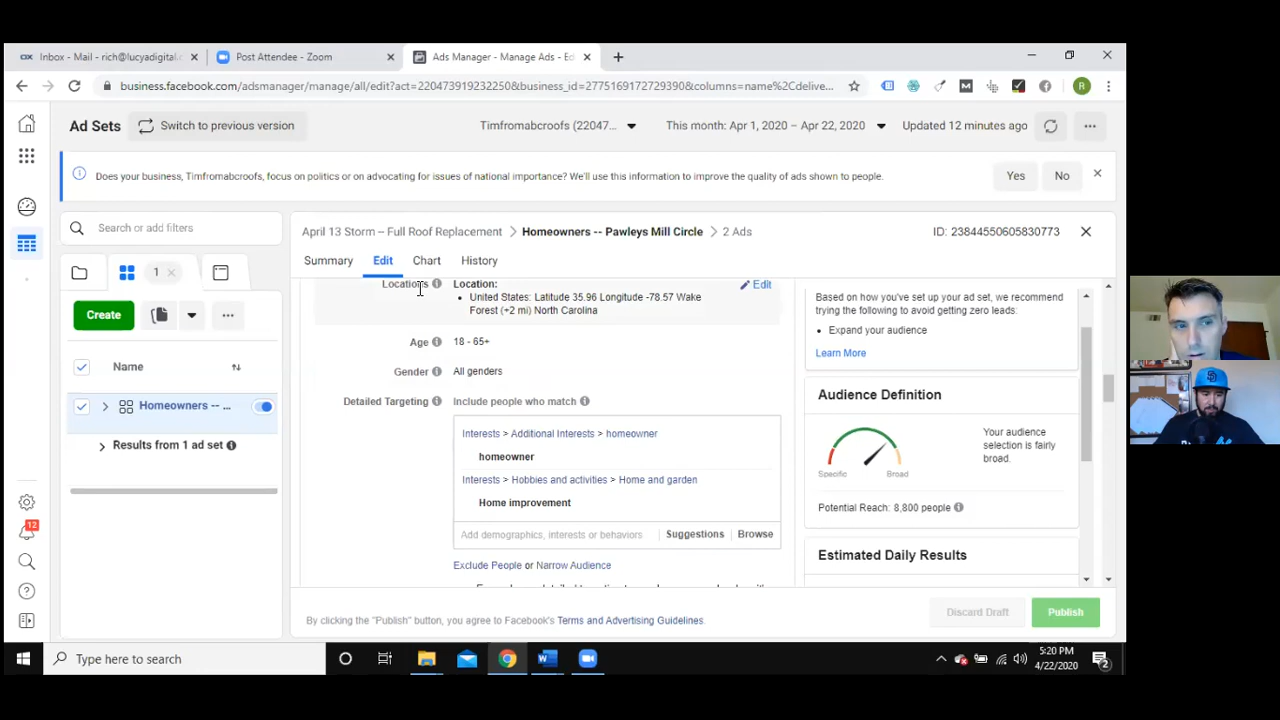 Inbox - Mail - rich@lucyadigital.
Post Attendee - Zoom
Ads Manager - Manage Ads - Ed
business.facebook.com/adsmanager/manage/all/edit?act=220473919232250&business_id=2775169172729390&columns=name%2Cdelive...
R
Ad Sets
Switch to previous version
Timfromabcroofs (22047...
This month: Apr 1, 2020 – Apr 22, 2020
Updated 12 minutes ago
Does your business, Timfromabcroofs, focus on politics or on advocating for issues of national importance? We'll use this information to improve the quality of ads shown to people.
Yes
No
Search or add filters
April 13 Storm – Full Roof Replacement
Homeowners -- Pawleys Mill Circle
2 Ads
ID: 23844550605830773
1
Summary
Edit
Chart
History
Create
Name
Homeowners -- ...
Results from 1 ad set
12
Locations
Location:
United States: Latitude 35.96 Longitude -78.57 Wake
Forest (+2 mi) North Carolina
Edit
Age
18 - 65+
Gender
All genders
Detailed Targeting
Include people who match
Interests > Additional Interests > homeowner
homeowner
Interests > Hobbies and activities > Home and garden
Home improvement
Add demographics, interests or behaviors
Suggestions
Browse
Exclude People or Narrow Audience
Based on how you've set up your ad set, we recommend
trying the following to avoid getting zero leads:
Expand your audience
Learn More
Audience Definition
Specific
Broad
Your audience
selection is fairly
broad.
Potential Reach: 8,800 people
Estimated Daily Results
By clicking the "Publish" button, you agree to Facebook's Terms and Advertising Guidelines.
Discard Draft
Publish
Type here to search
5:20 PM
4/22/2020
2